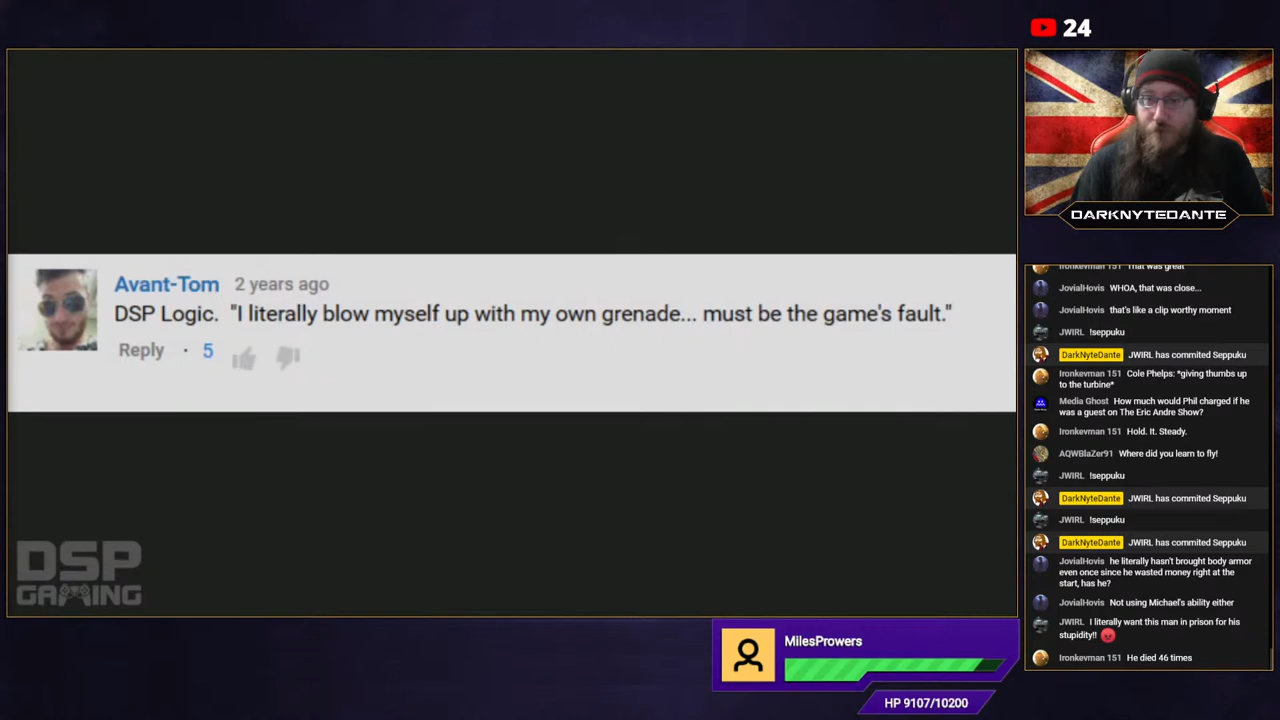 24
DARKNYTEDANTE
Avant-Tom 2 years ago
DSP Logic. "I literally blow myself up with my own grenade... must be the game's fault."
Reply · 5
DSP
GAMING
Ironkevman 151 That was great
JovialHovis WHOA, that was close...
JovialHovis that's like a clip worthy moment
JWIRL !seppuku
DarkNyteDante JWIRL has commited Seppuku
Ironkevman 151 Cole Phelps: *giving thumbs up
to the turbine*
Media Ghost How much would Phil charged if he
was a guest on The Eric Andre Show?
Ironkevman 151 Hold. It. Steady.
AQWBlaZer91 Where did you learn to fly!
JWIRL !seppuku
DarkNyteDante JWIRL has commited Seppuku
JWIRL !seppuku
DarkNyteDante JWIRL has commited Seppuku
JovialHovis he literally hasn't brought body armor
even once since he wasted money right at the
start, has he?
JovialHovis Not using Michael's ability either
JWIRL I literally want this man in prison for his
stupidity!!
Ironkevman 151 He died 46 times
MilesProwers
HP 9107/10200